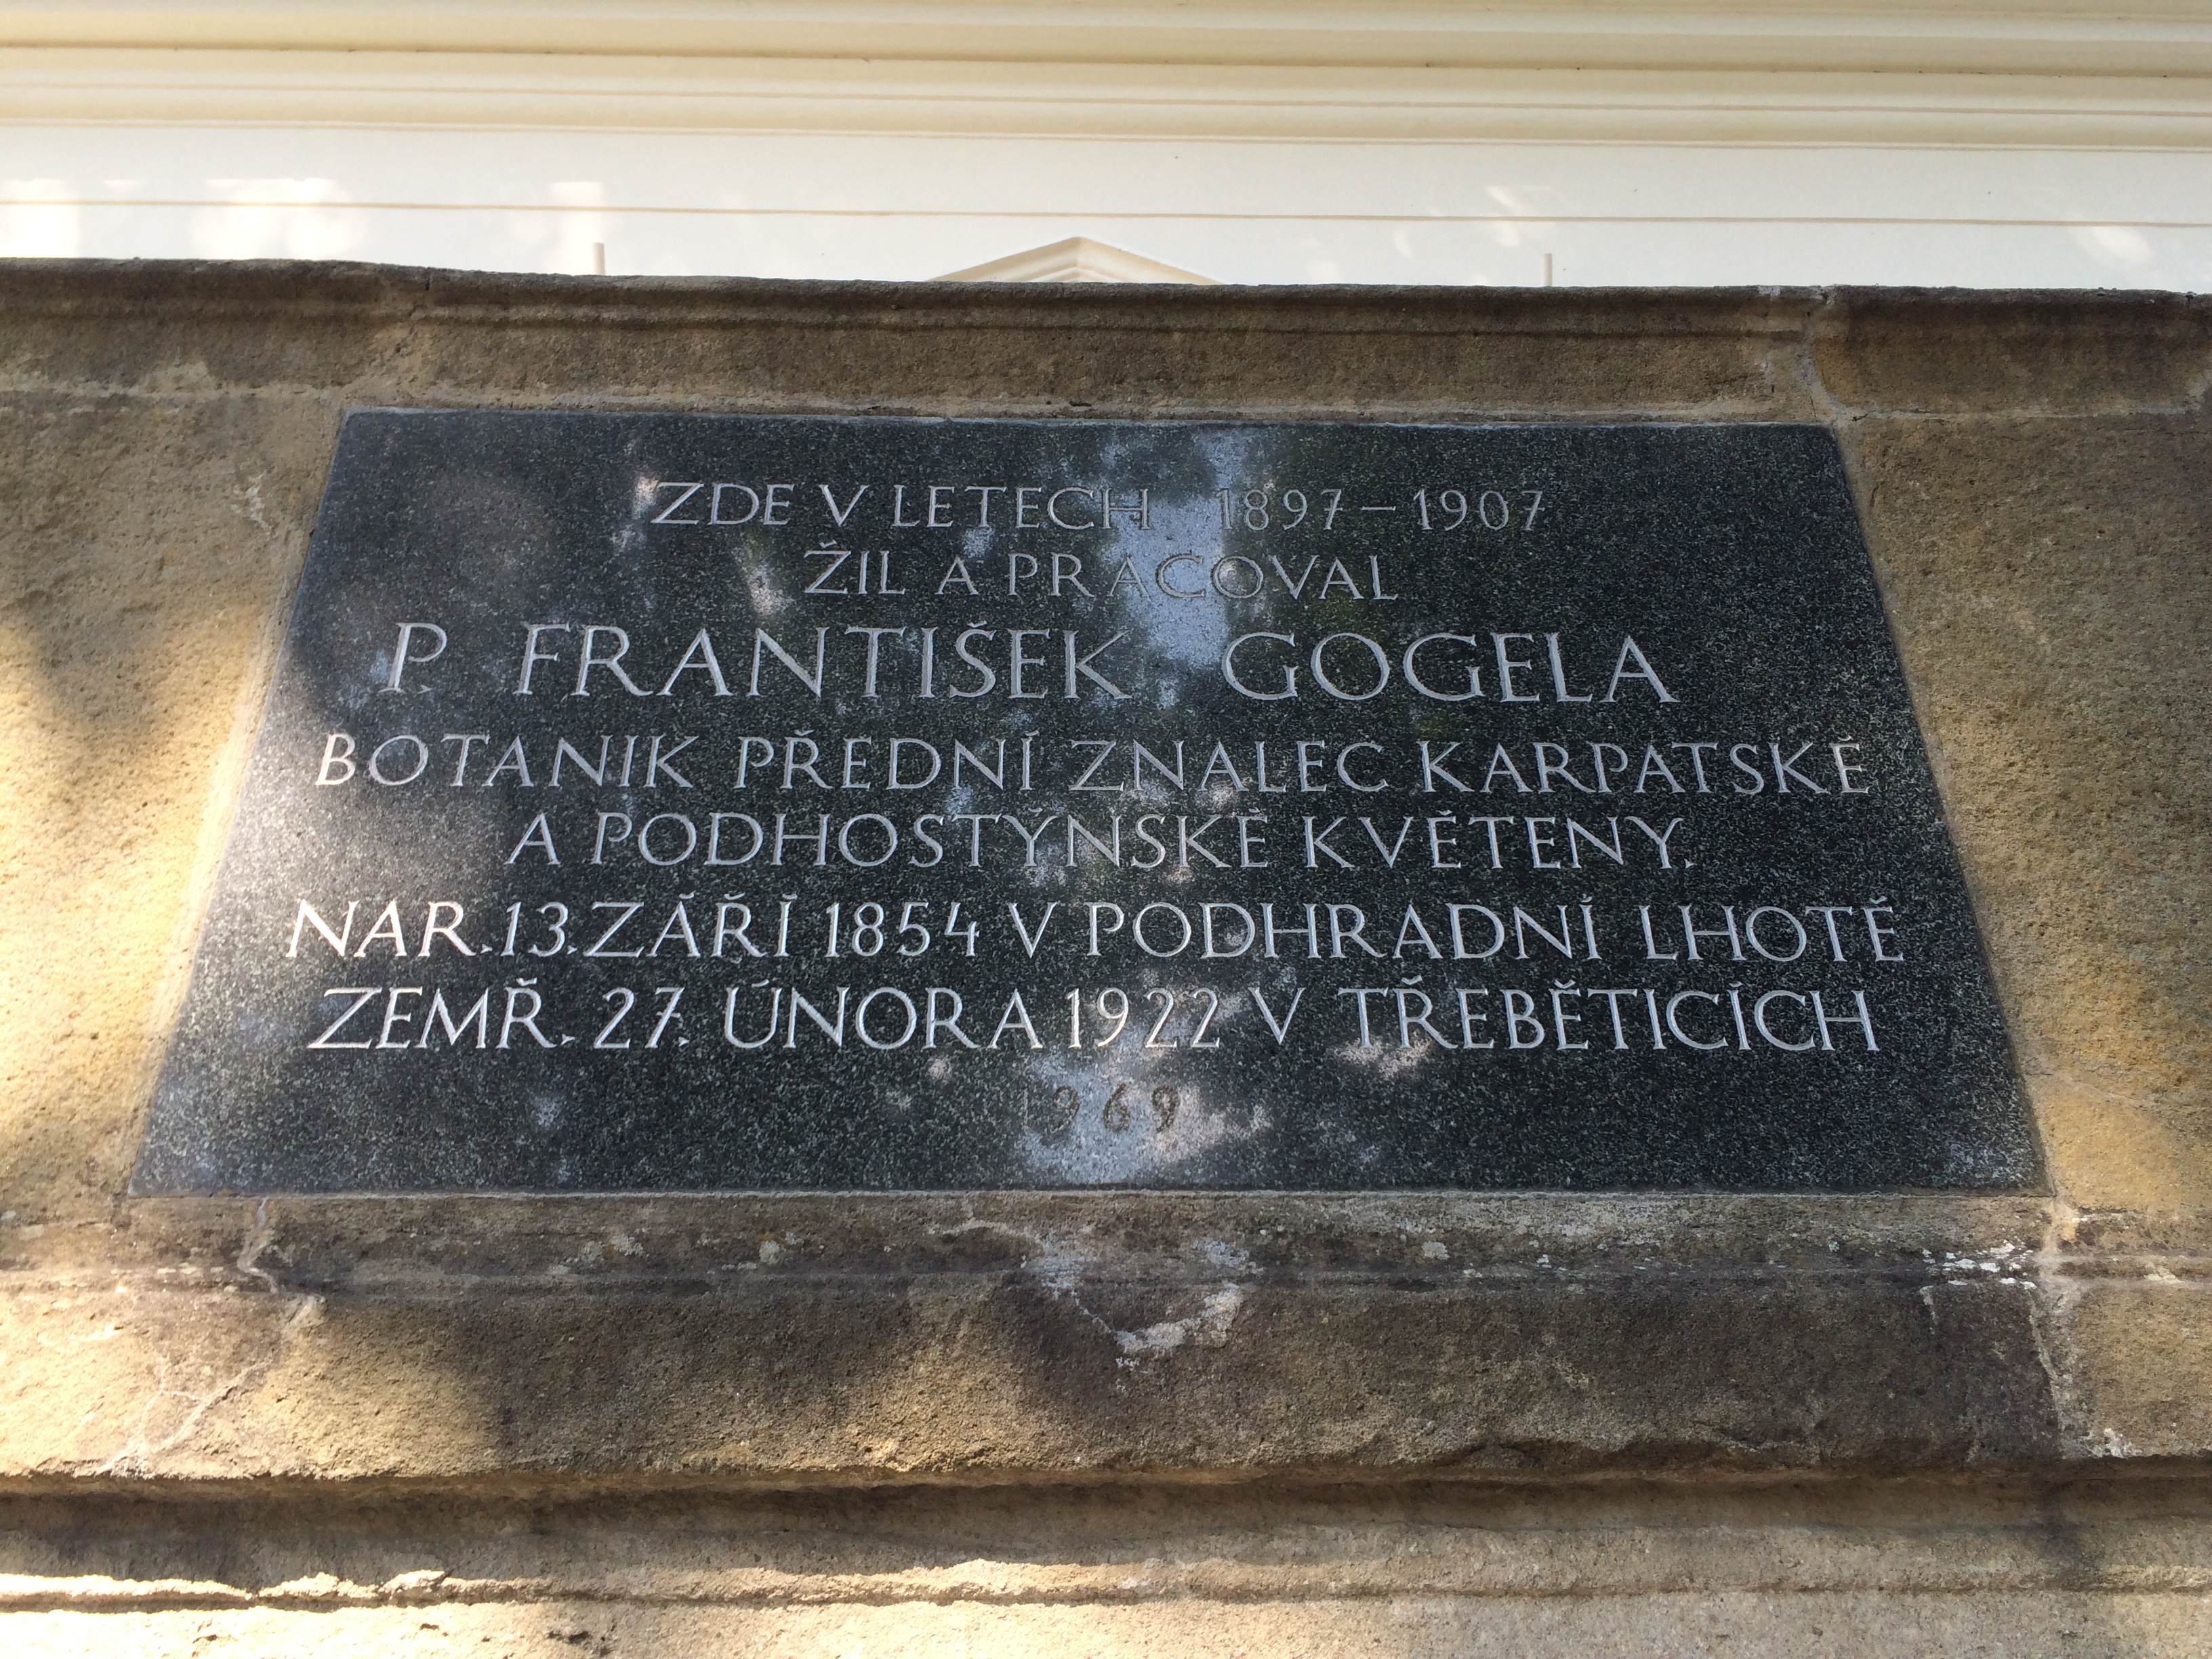 ZDE V LETECH 1897–1907
ŽIL A PRACOVAL
P. FRANTIŠEK GOGELA
BOTANIK PŘEDNÍ ZNALEC KARPATSKÉ
A PODHOSTÝNSKÉ KVĚTENY.
NAR. 13. ZÁŘÍ 1854 V PODHRADNÍ LHOTĚ
ZEMŘ. 27. ÚNORA 1922 V TŘEBĚTICÍCH
1969